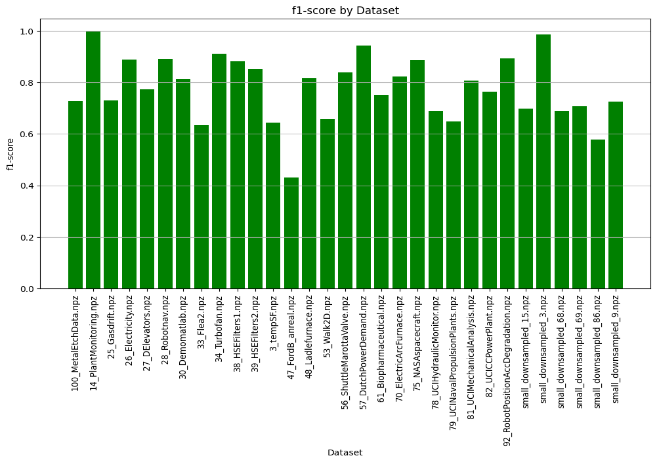 f1-score by Dataset
f1-score
1.0
0.8
0.6
0.4
0.2
0.0
100_MetalEtchData.npz
14_PlantMonitoring.npz
25_Gasdrift.npz
26_Electricity.npz
27_DElevators.npz
28_Robotnav.npz
30_Demomatlab.npz
33_Flea2.npz
34_Turbofan.npz
38_HSEFilters1.npz
39_HSEFilters2.npz
3_tempSF.npz
47_FordB_anreal.npz
48_Ladlefurnace.npz
53_Walk2D.npz
56_ShuttleMarottaValve.npz
57_DutchPowerDemand.npz
61_Biopharmaceutical.npz
70_ElectricArcFurnace.npz
75_NASAspacecraft.npz
78_UCIHydraulicMonitor.npz
79_UCINavalPropulsionPlants.npz
81_UCIMechanicalAnalysis.npz
82_UCICCPowerPlant.npz
92_RobotPositionAccDegradation.npz
small_downsampled_15.npz
small_downsampled_3.npz
small_downsampled_68.npz
small_downsampled_69.npz
small_downsampled_86.npz
small_downsampled_9.npz
Dataset